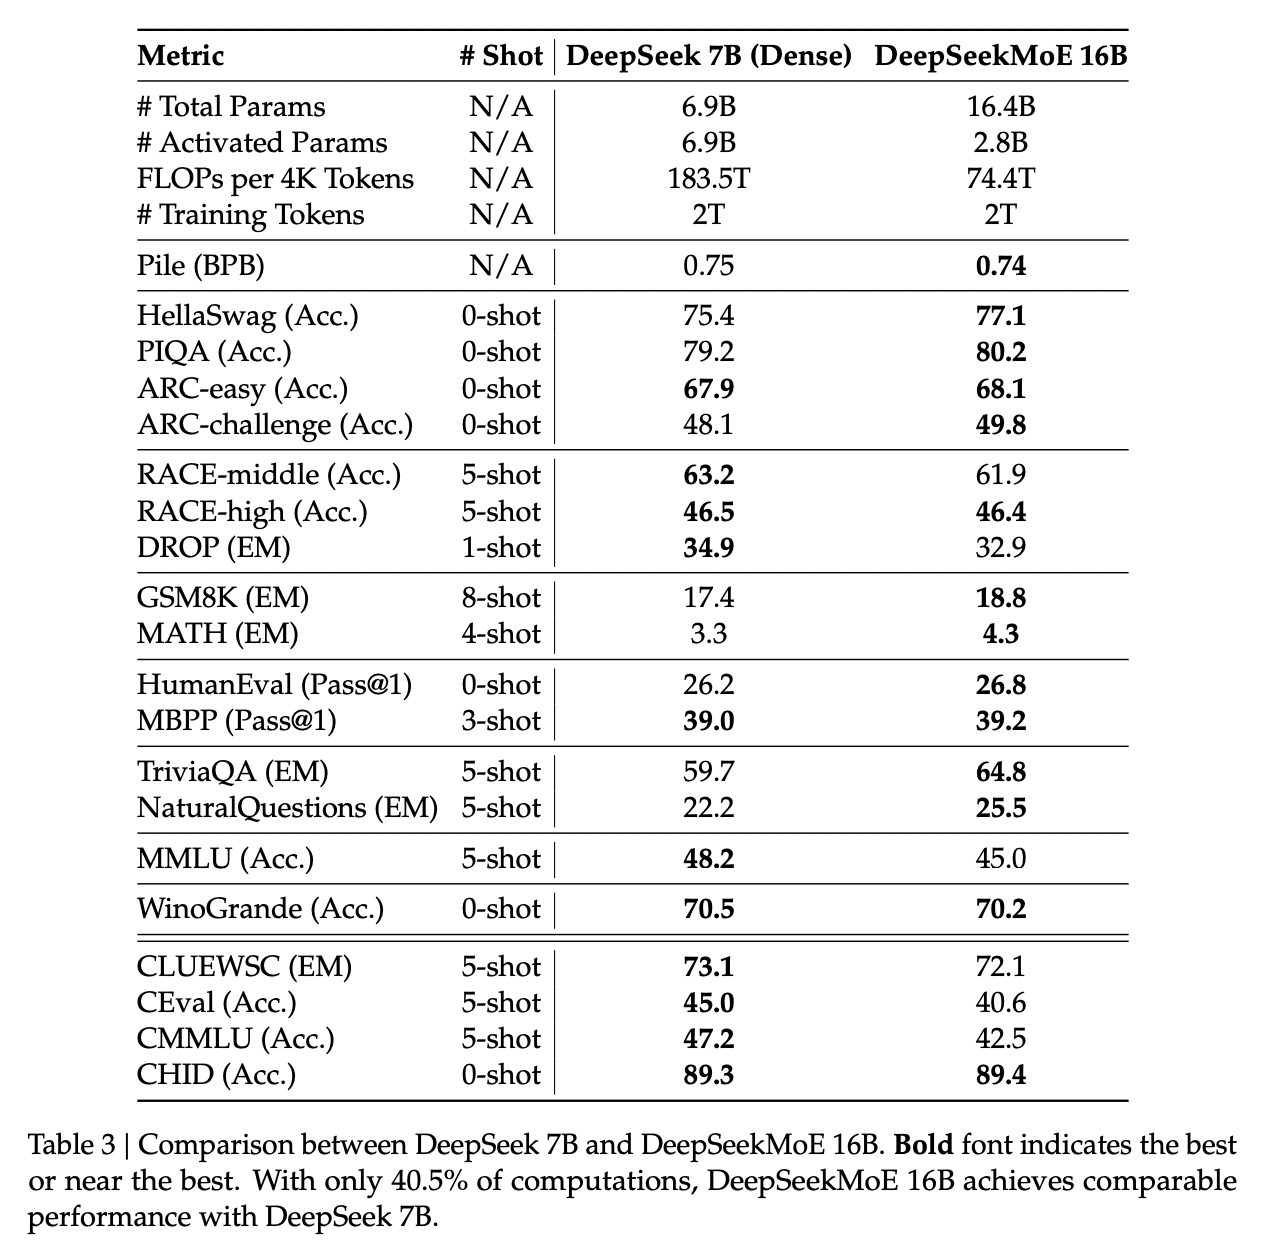 Metric # Shot DeepSeek 7B (Dense) DeepSeekMoE 16B
# Total Params N/A 6.9B 16.4B
# Activated Params N/A 6.9B 2.8B
FLOPs per 4K Tokens N/A 183.5T 74.4T
# Training Tokens N/A 2T 2T
Pile (BPB) N/A 0.75 0.74
HellaSwag (Acc.) 0-shot 75.4 77.1
PIQA (Acc.) 0-shot 79.2 80.2
ARC-easy (Acc.) 0-shot 67.9 68.1
ARC-challenge (Acc.) 0-shot 48.1 49.8
RACE-middle (Acc.) 5-shot 63.2 61.9
RACE-high (Acc.) 5-shot 46.5 46.4
DROP (EM) 1-shot 34.9 32.9
GSM8K (EM) 8-shot 17.4 18.8
MATH (EM) 4-shot 3.3 4.3
HumanEval (Pass@1) 0-shot 26.2 26.8
MBPP (Pass@1) 3-shot 39.0 39.2
TriviaQA (EM) 5-shot 59.7 64.8
NaturalQuestions (EM) 5-shot 22.2 25.5
MMLU (Acc.) 5-shot 48.2 45.0
WinoGrande (Acc.) 0-shot 70.5 70.2
CLUEWSC (EM) 5-shot 73.1 72.1
CEval (Acc.) 5-shot 45.0 40.6
CMMLU (Acc.) 5-shot 47.2 42.5
CHID (Acc.) 0-shot 89.3 89.4
Table 3 | Comparison between DeepSeek 7B and DeepSeekMoE 16B. Bold font indicates the best
or near the best. With only 40.5% of computations, DeepSeekMoE 16B achieves comparable
performance with DeepSeek 7B.